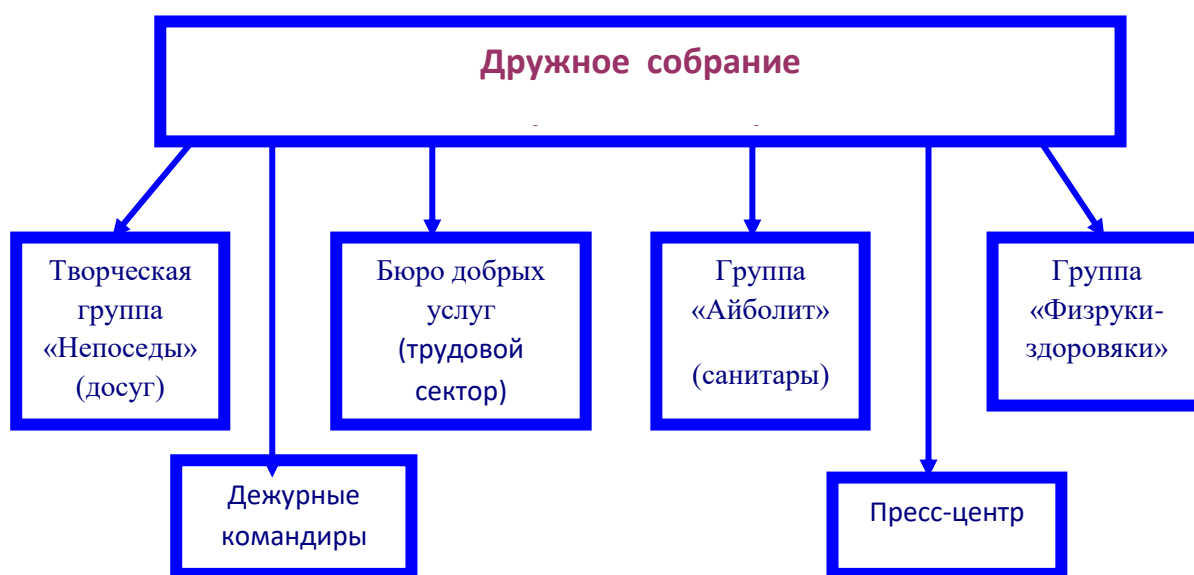 Дружное собрание
Творческая
группа
«Непоседы»
(досуг)
Бюро добрых
услуг
(трудовой
сектор)
Группа
«Айболит»
(санитары)
Группа
«Физруки-
здоровяки»
Дежурные
командиры
Пресс-центр